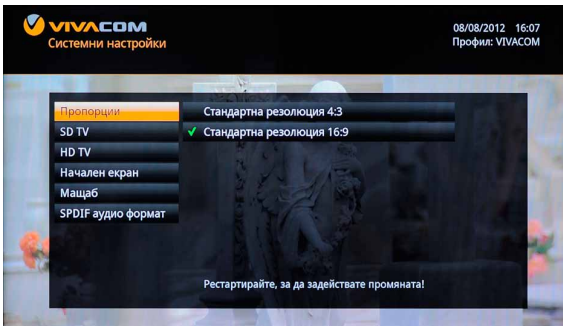 VIVACOM
Системни настройки
08/08/2012 16:07
Профил: VIVACOM
Пропорции
Стандартна резолюция 4:3
SD TV
Стандартна резолюция 16:9
HD TV
Начален екран
Мащаб
SPDIF аудио формат
Рестартирайте, за да задействате промяната!